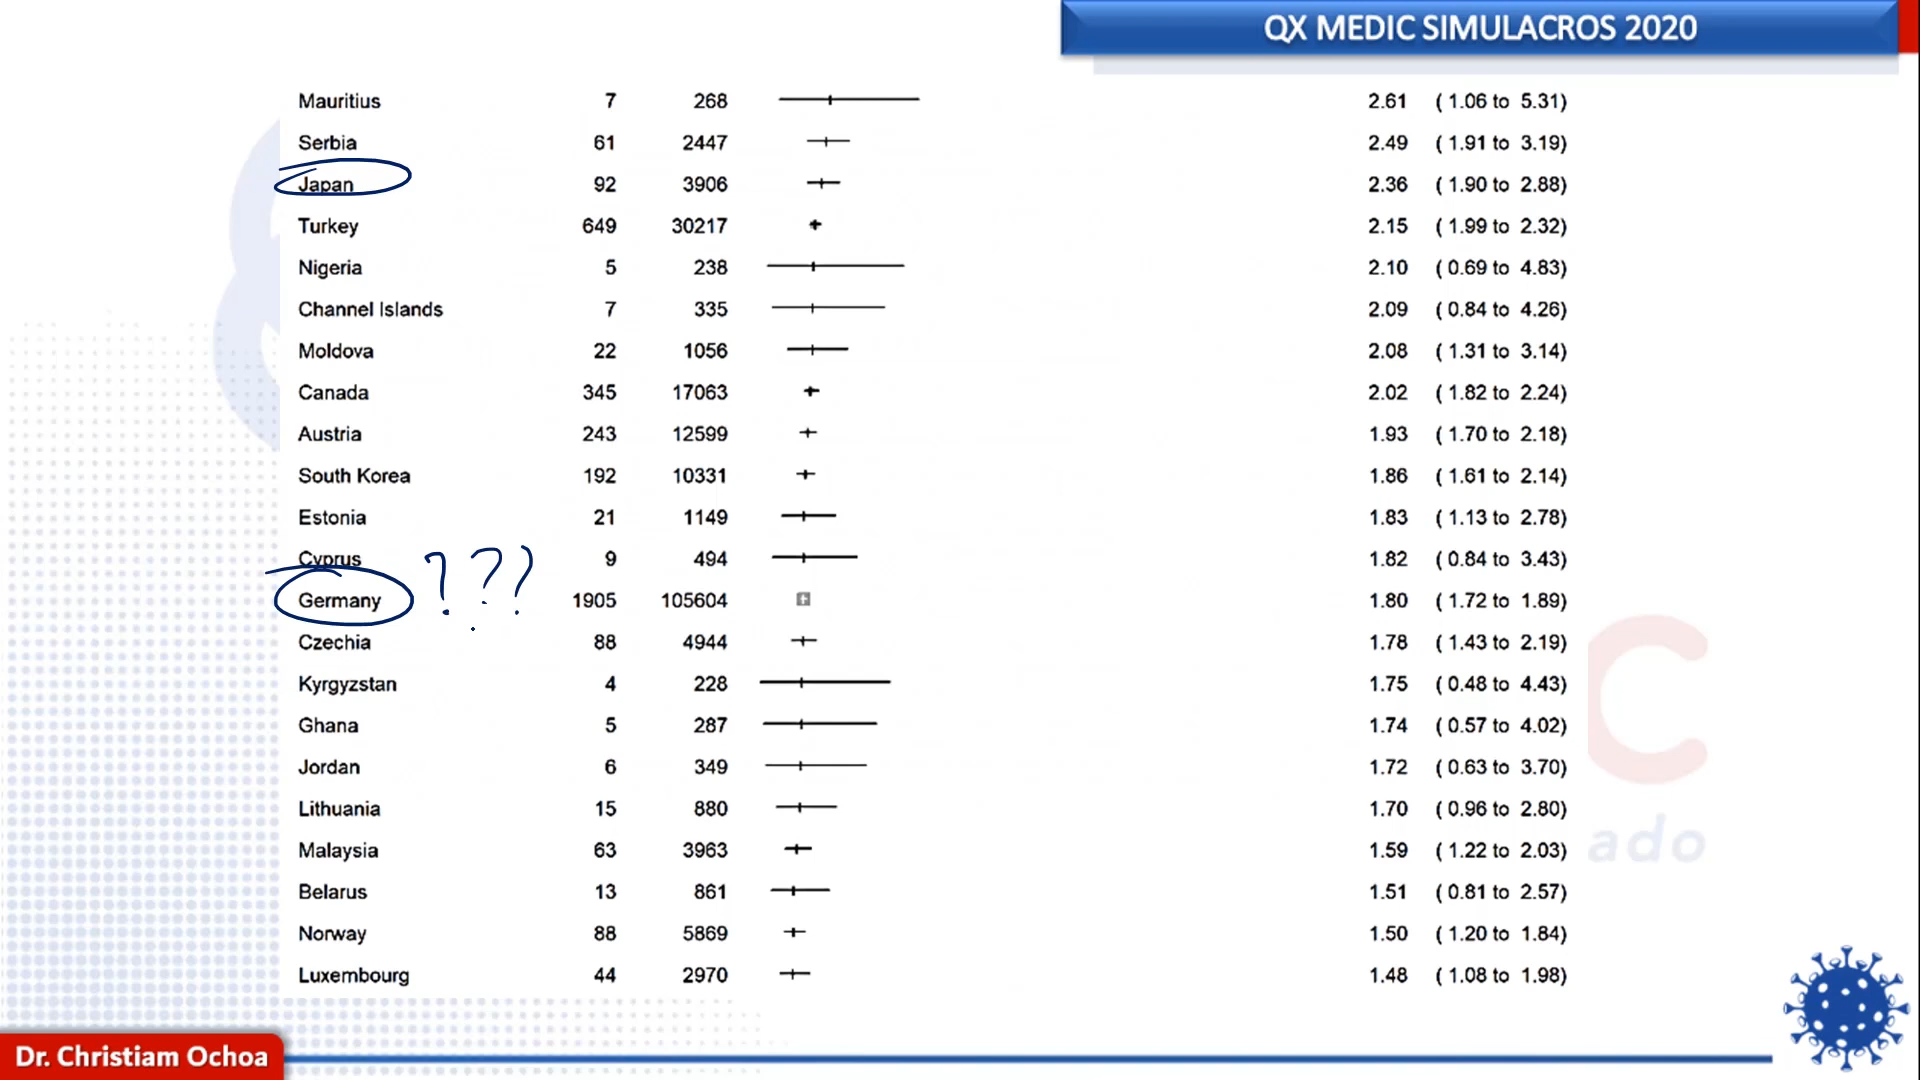 QX MEDIC SIMULACROS 2020
Mauritius 7 268 2.61 ( 1.06 to 5.31)
Serbia 61 2447 2.49 ( 1.91 to 3.19)
Japan 92 3906 2.36 ( 1.90 to 2.88)
Turkey 649 30217 2.15 ( 1.99 to 2.32)
Nigeria 5 238 2.10 ( 0.69 to 4.83)
Channel Islands 7 335 2.09 ( 0.84 to 4.26)
Moldova 22 1056 2.08 ( 1.31 to 3.14)
Canada 345 17063 2.02 ( 1.82 to 2.24)
Austria 243 12599 1.93 ( 1.70 to 2.18)
South Korea 192 10331 1.86 ( 1.61 to 2.14)
Estonia 21 1149 1.83 ( 1.13 to 2.78)
Cyprus 9 494 1.82 ( 0.84 to 3.43)
Germany ??? 1905 105604 1.80 ( 1.72 to 1.89)
Czechia 88 4944 1.78 ( 1.43 to 2.19)
Kyrgyzstan 4 228 1.75 ( 0.48 to 4.43)
Ghana 5 287 1.74 ( 0.57 to 4.02)
Jordan 6 349 1.72 ( 0.63 to 3.70)
Lithuania 15 880 1.70 ( 0.96 to 2.80)
Malaysia 63 3963 1.59 ( 1.22 to 2.03)
Belarus 13 861 1.51 ( 0.81 to 2.57)
Norway 88 5869 1.50 ( 1.20 to 1.84)
Luxembourg 44 2970 1.48 ( 1.08 to 1.98)
C
ado
Dr. Christiam Ochoa